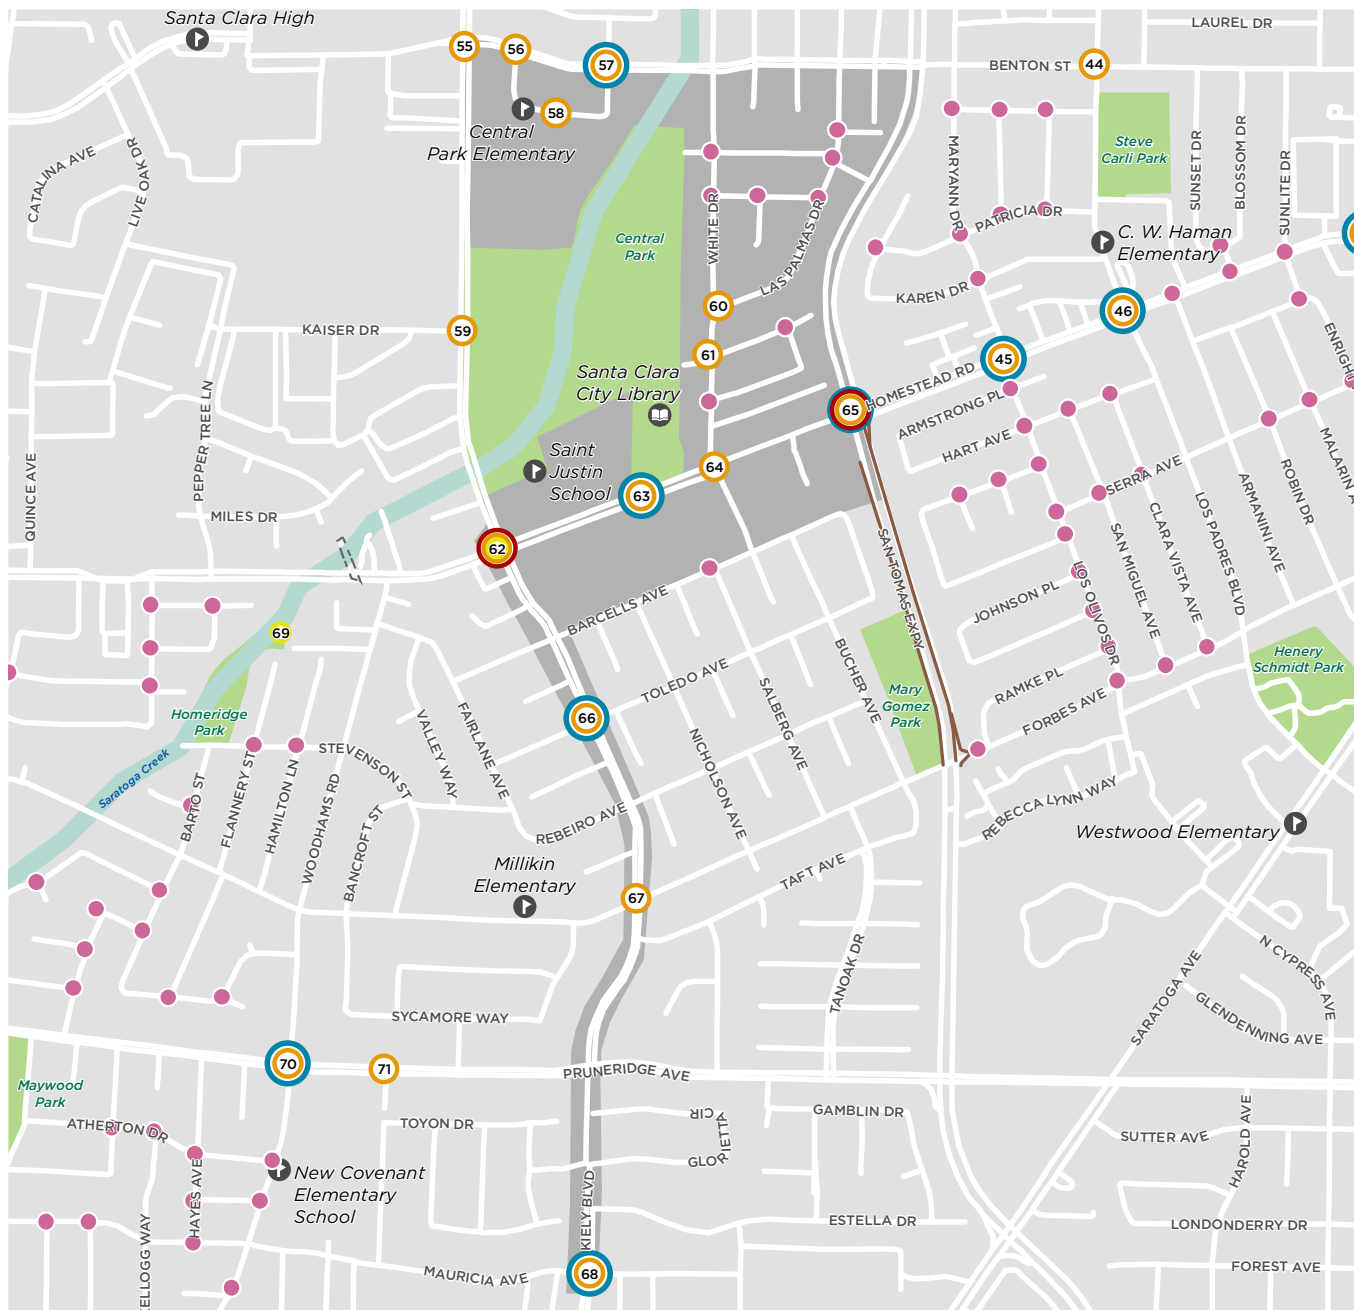 Santa Clara High
LAUREL DR
55
56
57
BENTON ST
44
58
Central
Park Elementary
Steve
Carli Park
CATALINA AVE
LIVE OAK DR
MARYANN DR
SUNSET DR
BLOSSOM DR
SUNLITE DR
WHITE DR
LAS PALMAS DR
PATRICIA DR
C. W. Haman
Elementary
Central
Park
KAREN DR
60
46
KAISER DR
59
61
45
ENRIGHT
Santa Clara
City Library
HOMESTEAD RD
65
ARMSTRONG PL
PEPPER TREE LN
HART AVE
MALARIN A
Saint
Justin
School
64
63
SERRA AVE
QUINCE AVE
ROBIN DR
ARMANINI AVE
LOS PADRES BLVD
CLARA VISTA AVE
SAN MIGUEL AVE
MILES DR
62
SAN TOMAS EXPY
BARCELLS AVE
JOHNSON PL
LOS OLIVOS DR
69
Henery
Schmidt Park
TOLEDO AVE
BUCHER AVE
RAMKE PL
Mary
Gomez
Park
FORBES AVE
Homeridge
Park
66
SALBERG AVE
NICHOLSON AVE
Saratoga Creek
STEVENSON ST
VALLEY WAY
FAIRLANE AVE
BARTO ST
FLANNERY ST
HAMILTON LN
WOODHAMS RD
BANCROFT ST
REBEIRO AVE
REBECCA LYNN WAY
Westwood Elementary
Millikin
Elementary
TAFT AVE
67
TANOAK DR
SARATOGA AVE
N CYPRESS AVE
GLENDENNING AVE
SYCAMORE WAY
70
71
PRUNERIDGE AVE
Maywood
Park
ATHERTON DR
TOYON DR
GLORIETTA CIR
GAMBLIN DR
SUTTER AVE
HAROLD AVE
New Covenant
Elementary
School
HAYES AVE
KELLOGG WAY
KIELY BLVD
ESTELLA DR
LONDONDERRY DR
MAURICIA AVE
68
FOREST AVE